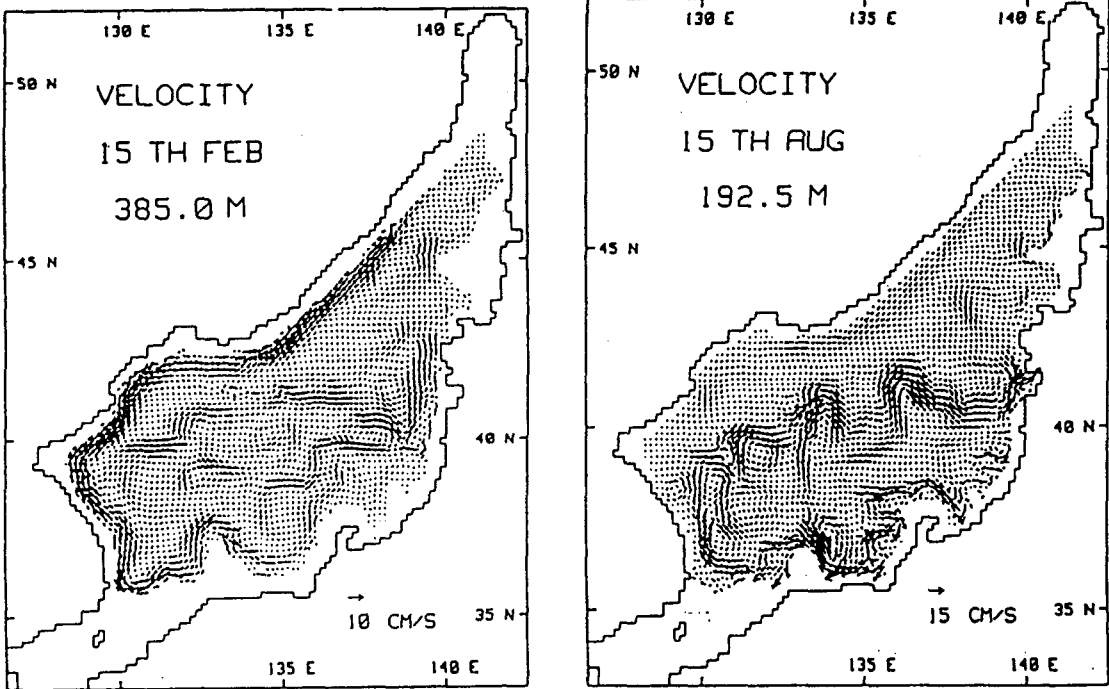 130 E 135 E 140 E
50 N
VELOCITY
15 TH FEB
385.0 M
45 N
40 N
35 N
10 CM/S
135 E 140 E
130 E 135 E 140 E
50 N
VELOCITY
15 TH AUG
192.5 M
45 N
40 N
35 N
15 CM/S
135 E 140 E